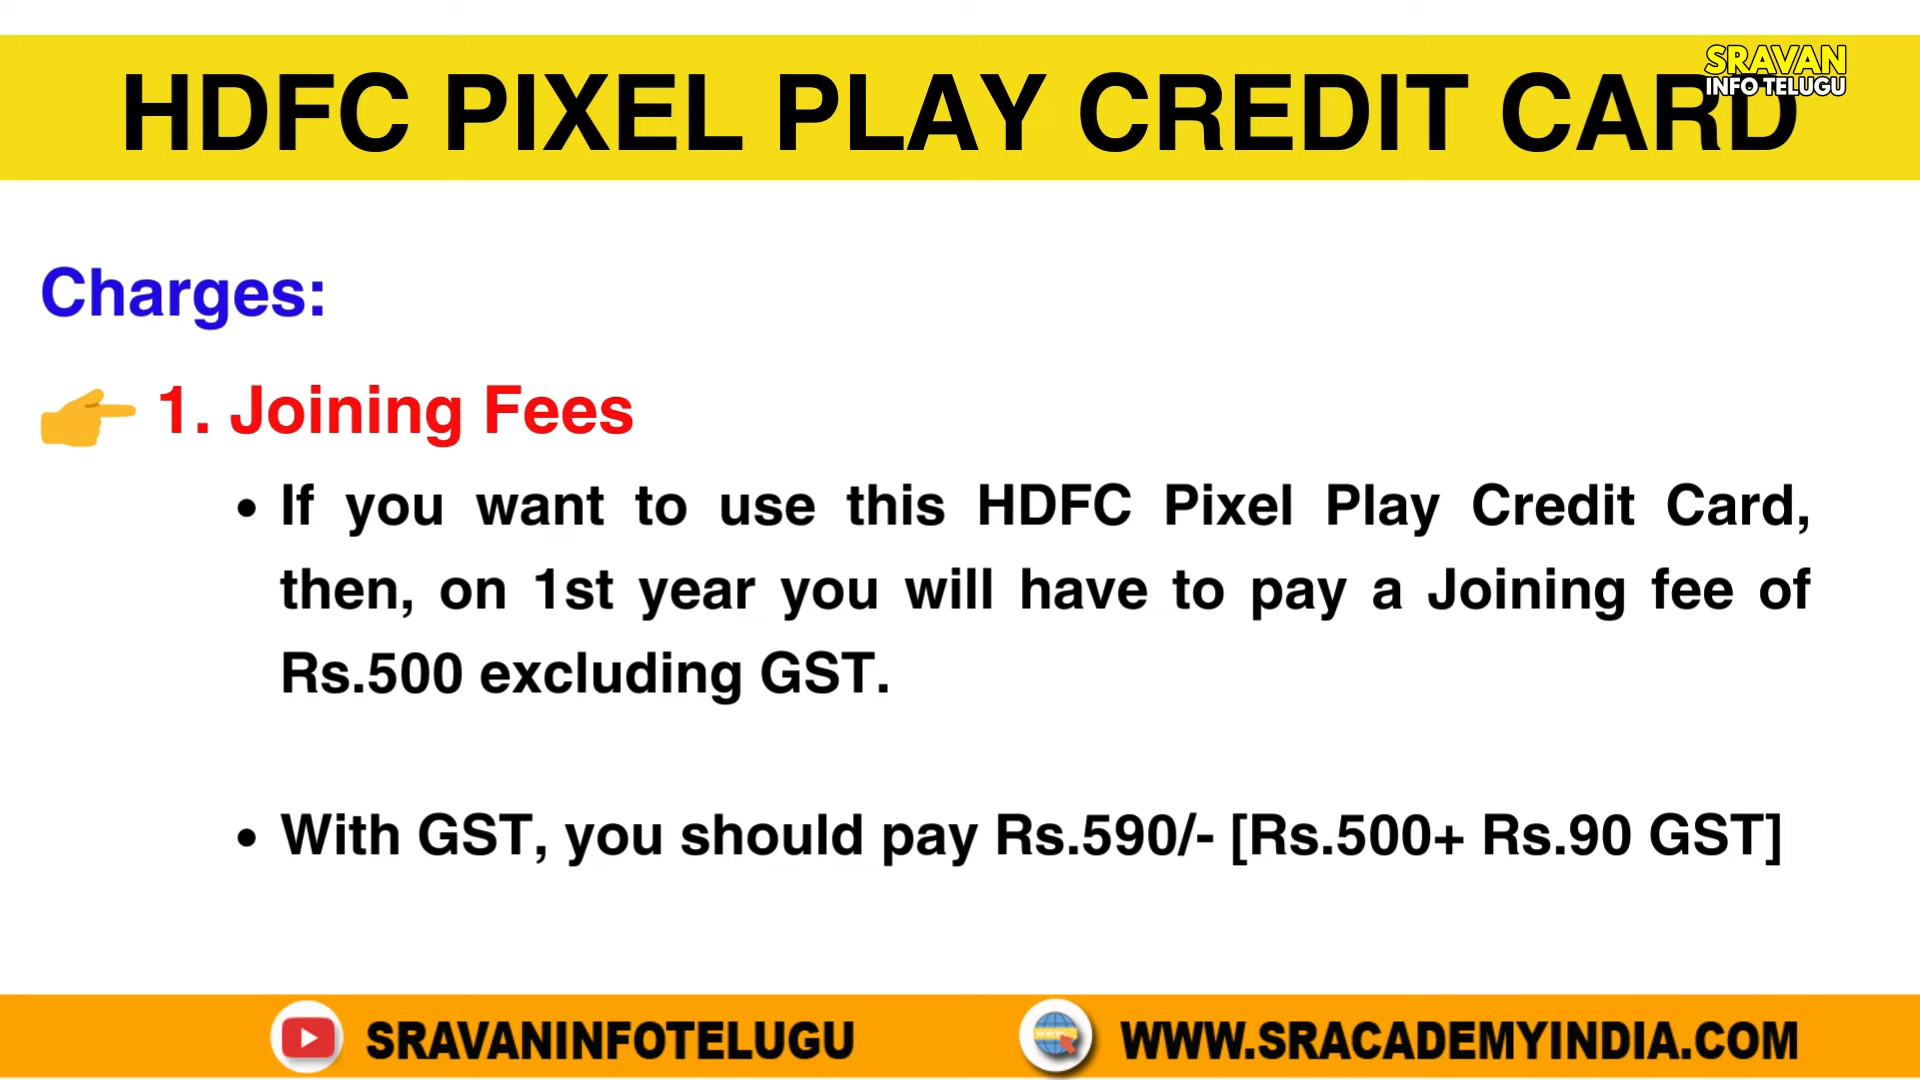 HDFC PIXEL PLAY CREDIT CARD
SRAVAN
INFO TELUGU
Charges:
1. Joining Fees
• If you want to use this HDFC Pixel Play Credit Card,
then, on 1st year you will have to pay a Joining fee of
Rs.500 excluding GST.
• With GST, you should pay Rs.590/- [Rs.500+ Rs.90 GST]
SRAVANINFOTELUGU
WWW.SRACADEMYINDIA.COM